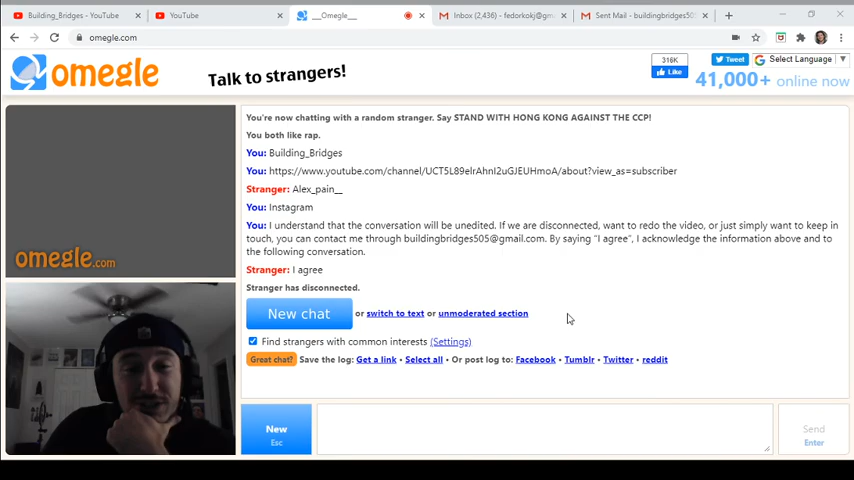 Building_Bridges - YouTube
YouTube
___Omegle___
Inbox (2,436) - fedorkokj@gm
Sent Mail - buildingbridges505
omegle.com
omegle
Talk to strangers!
316K
Like
Tweet
Select Language
41,000+ online now
You're now chatting with a random stranger. Say STAND WITH HONG KONG AGAINST THE CCP!
You both like rap.
You: Building_Bridges
You: https://www.youtube.com/channel/UCT5L89elrAhnI2uGJEUHmoA/about?view_as=subscriber
Stranger: Alex_pain__
You: Instagram
You: I understand that the conversation will be unedited. If we are disconnected, want to redo the video, or just simply want to keep in
touch, you can contact me through buildingbridges505@gmail.com. By saying "I agree", I acknowledge the information above and to
the following conversation.
Stranger: I agree
Stranger has disconnected.
New chat or switch to text or unmoderated section
Find strangers with common interests (Settings)
Great chat? Save the log: Get a link • Select all • Or post log to: Facebook • Tumblr • Twitter • reddit
omegle.com
New
Esc
Send
Enter